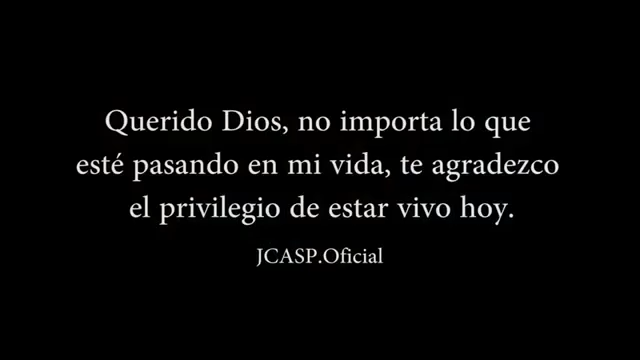 Querido Dios, no importa lo que
esté pasando en mi vida, te agradezco
el privilegio de estar vivo hoy.
JCASP.Oficial